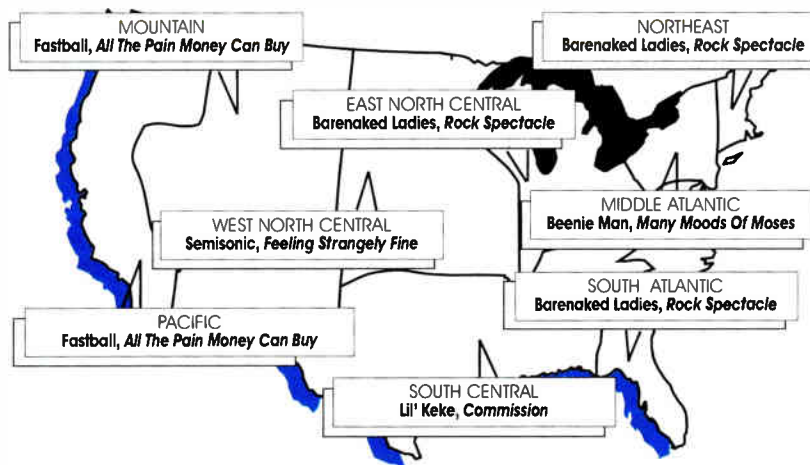 MOUNTAIN
Fastball, All The Pain Money Can Buy
NORTHEAST
Barenaked Ladies, Rock Spectacle
EAST NORTH CENTRAL
Barenaked Ladies, Rock Spectacle
WEST NORTH CENTRAL
Semisonic, Feeling Strangely Fine
MIDDLE ATLANTIC
Beenie Man, Many Moods Of Moses
SOUTH ATLANTIC
Barenaked Ladies, Rock Spectacle
PACIFIC
Fastball, All The Pain Money Can Buy
SOUTH CENTRAL
Lil' Keke, Commission